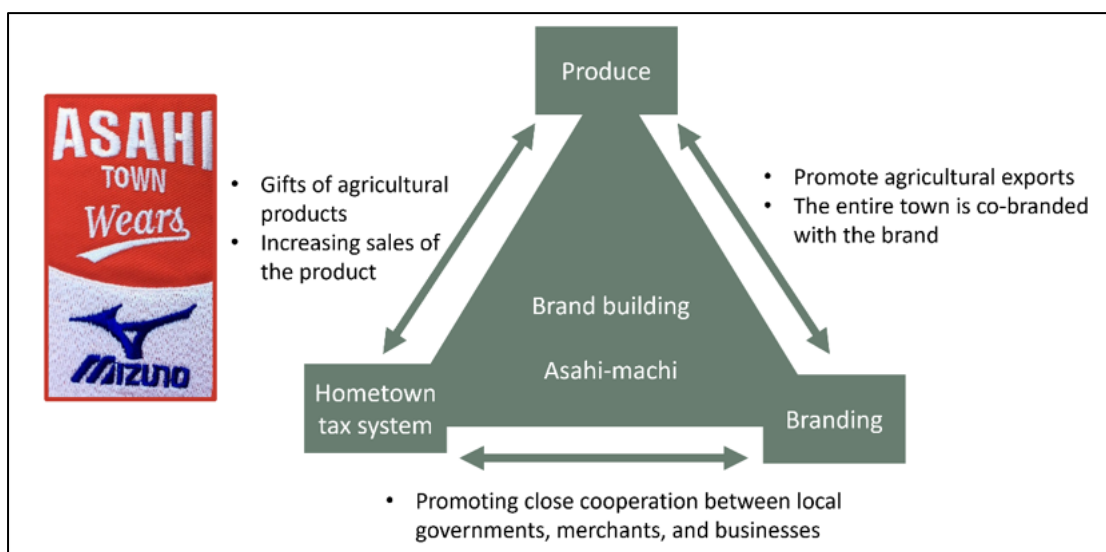 Produce
ASAHI
TOWN
Wears
MIZUNO
• Gifts of agricultural
products
• Increasing sales of
the product
• Promote agricultural exports
• The entire town is co-branded
with the brand
Brand building
Asahi-machi
Hometown
tax system
Branding
• Promoting close cooperation between local
governments, merchants, and businesses